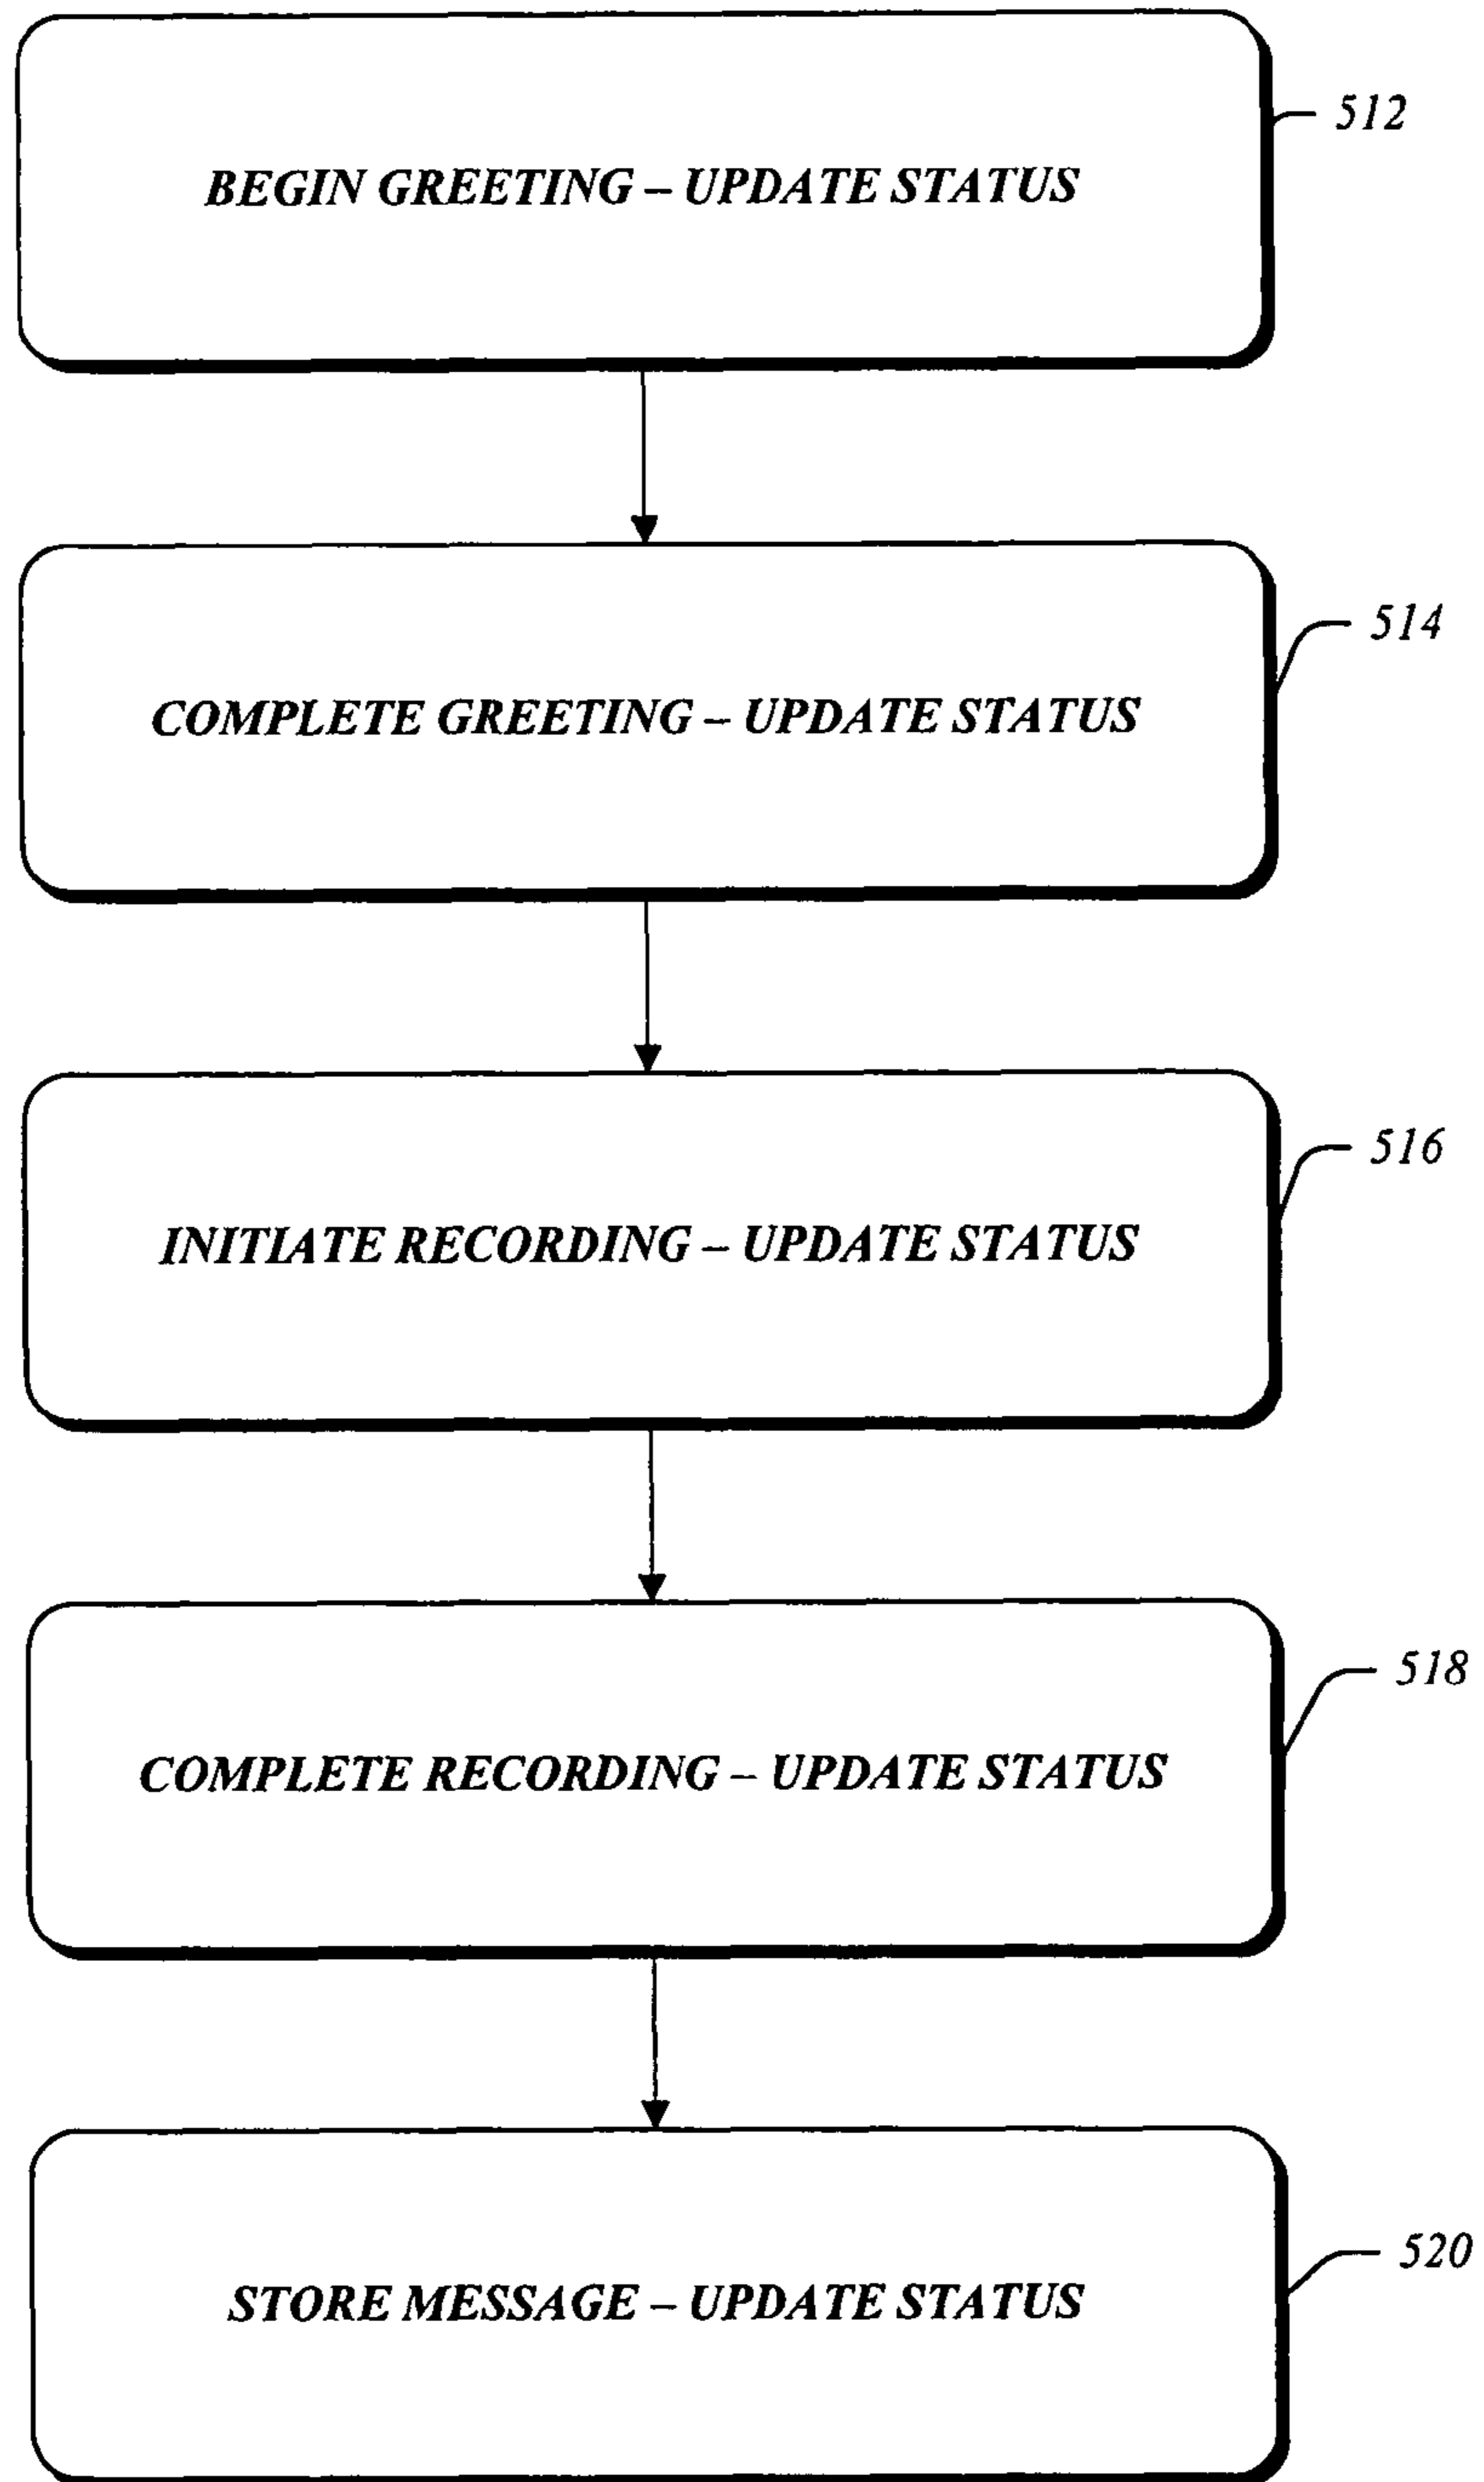 512
BEGIN GREETING – UPDATE STATUS
514
COMPLETE GREETING – UPDATE STATUS
516
INITIATE RECORDING – UPDATE STATUS
518
COMPLETE RECORDING – UPDATE STATUS
520
STORE MESSAGE – UPDATE STATUS